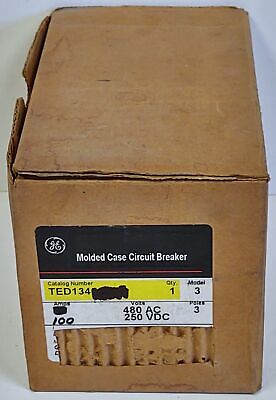 GE
Molded Case Circuit Breaker
Catalog Number Qty. Model
TED134 1 3
Amps Volts Poles
100 480 AC 3
250 VDC